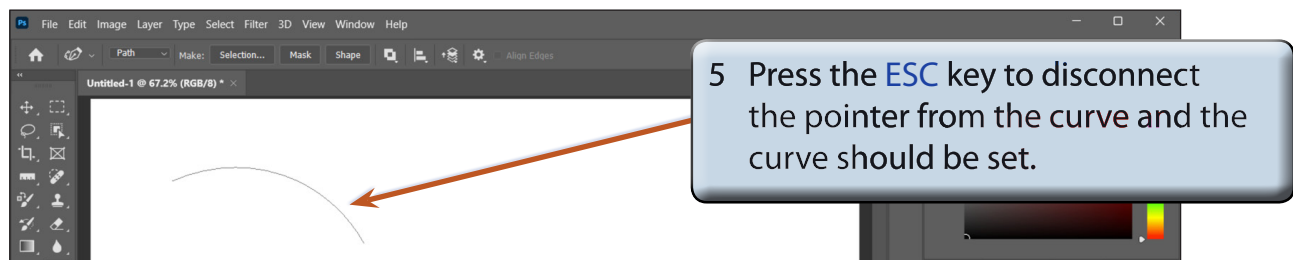 Ps File Edit Image Layer Type Select Filter 3D View Window Help
Path Make: Selection... Mask Shape Align Edges
Untitled-1 @ 67.2% (RGB/8) * ×
5 Press the ESC key to disconnect
the pointer from the curve and the
curve should be set.